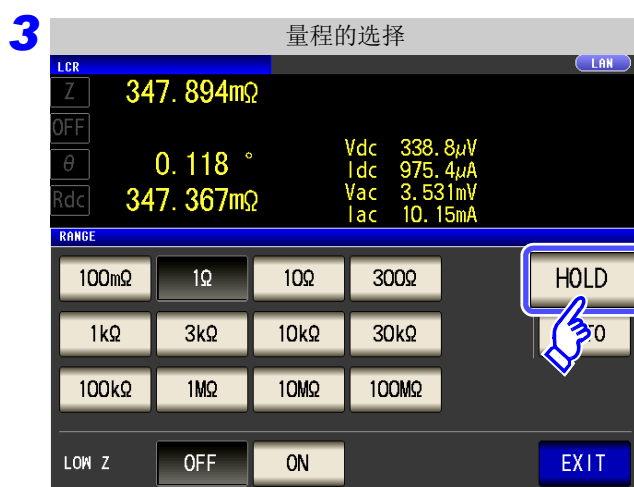 3
量程的选择
LCR LAN
Z 347.894mΩ
OFF
θ 0.118 °
Rdc 347.367mΩ
Vdc 338.8μV
Idc 975.4μA
Vac 3.531mV
Iac 10.15mA
RANGE
100mΩ 1Ω 10Ω 300Ω HOLD
1kΩ 3kΩ 10kΩ 30kΩ
100kΩ 1MΩ 10MΩ 100MΩ
LOW Z OFF ON EXIT